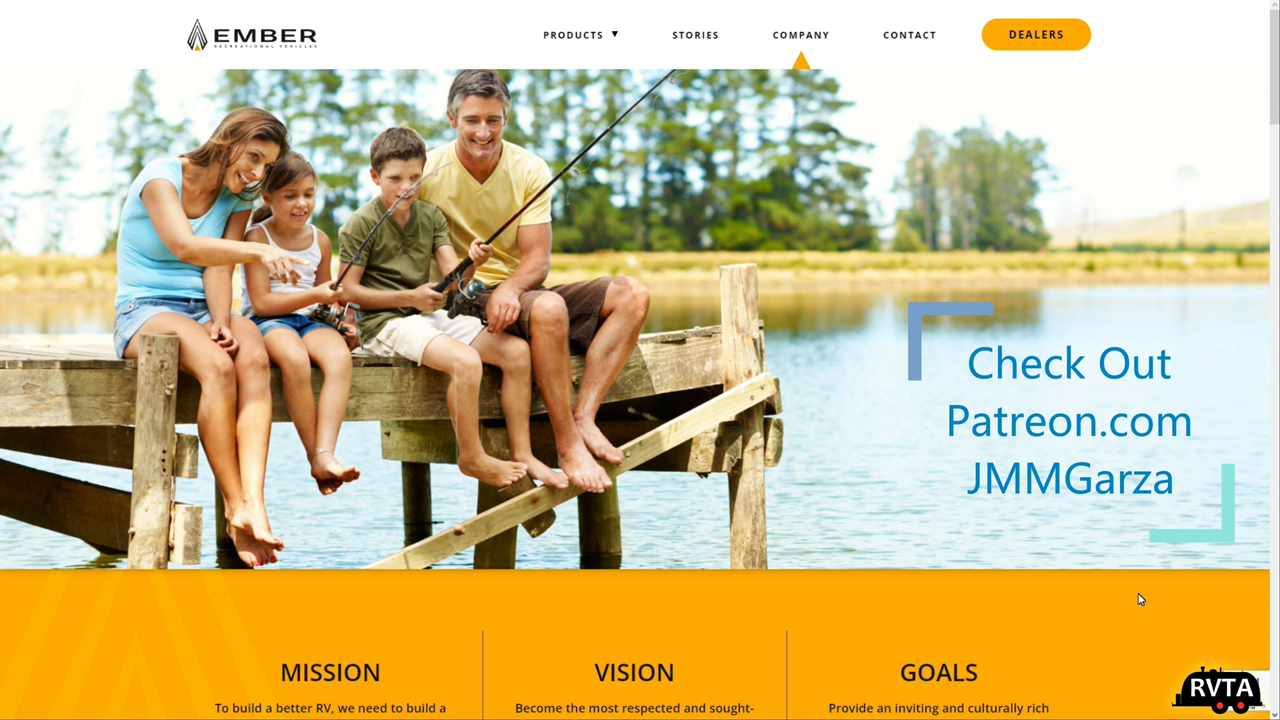 EMBER
RECREATIONAL VEHICLES
PRODUCTS ▼
STORIES
COMPANY
CONTACT
DEALERS
Check Out
Patreon.com
JMMGarza
MISSION
To build a better RV, we need to build a
VISION
Become the most respected and sought-
GOALS
Provide an inviting and culturally rich
RVTA